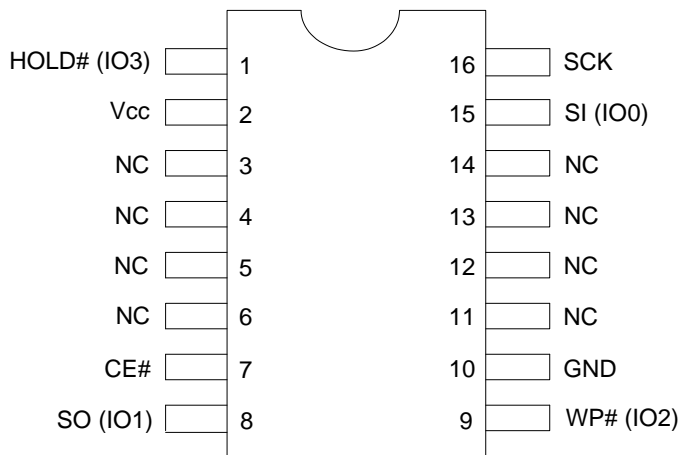 HOLD# (IO3) 1 16 SCK
Vcc 2 15 SI (IO0)
NC 3 14 NC
NC 4 13 NC
NC 5 12 NC
NC 6 11 NC
CE# 7 10 GND
SO (IO1) 8 9 WP# (IO2)